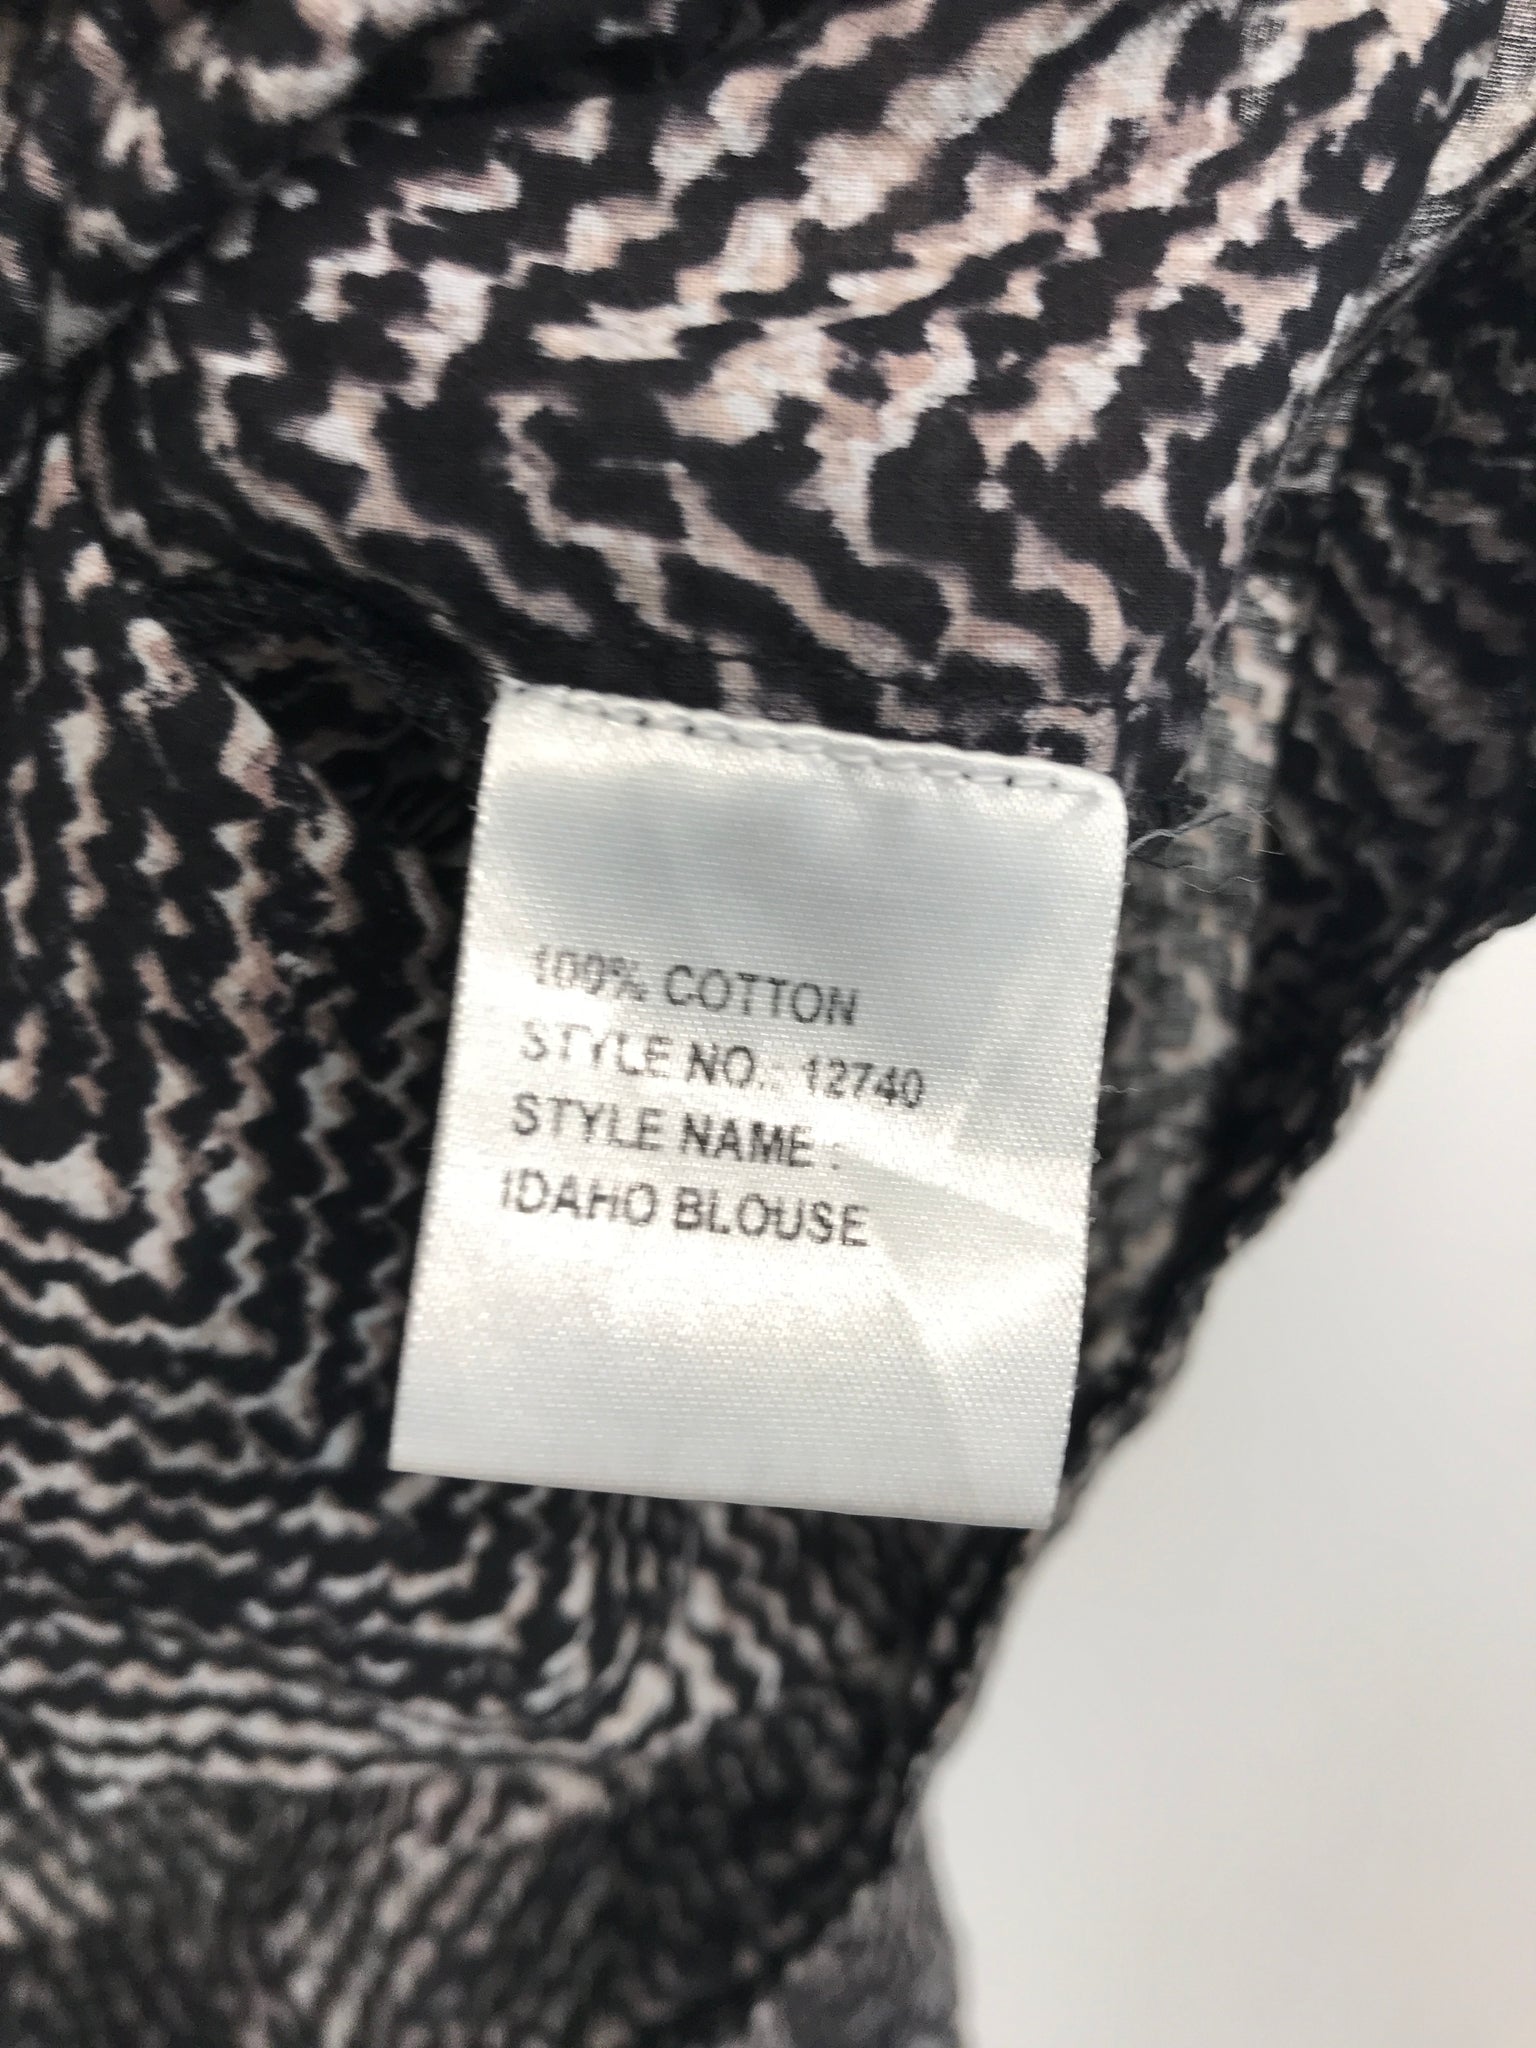 100% COTTON
STYLE NO.: 12740
STYLE NAME :
IDAHO BLOUSE